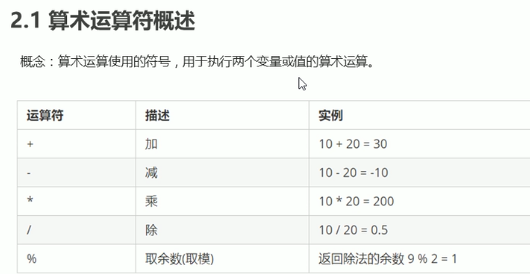 2.1 算术运算符概述
概念：算术运算使用的符号，用于执行两个变量或值的算术运算。
运算符 描述 实例
+ 加 10 + 20 = 30
- 减 10 - 20 = -10
* 乘 10 * 20 = 200
/ 除 10 / 20 = 0.5
% 取余数(取模) 返回除法的余数 9 % 2 = 1